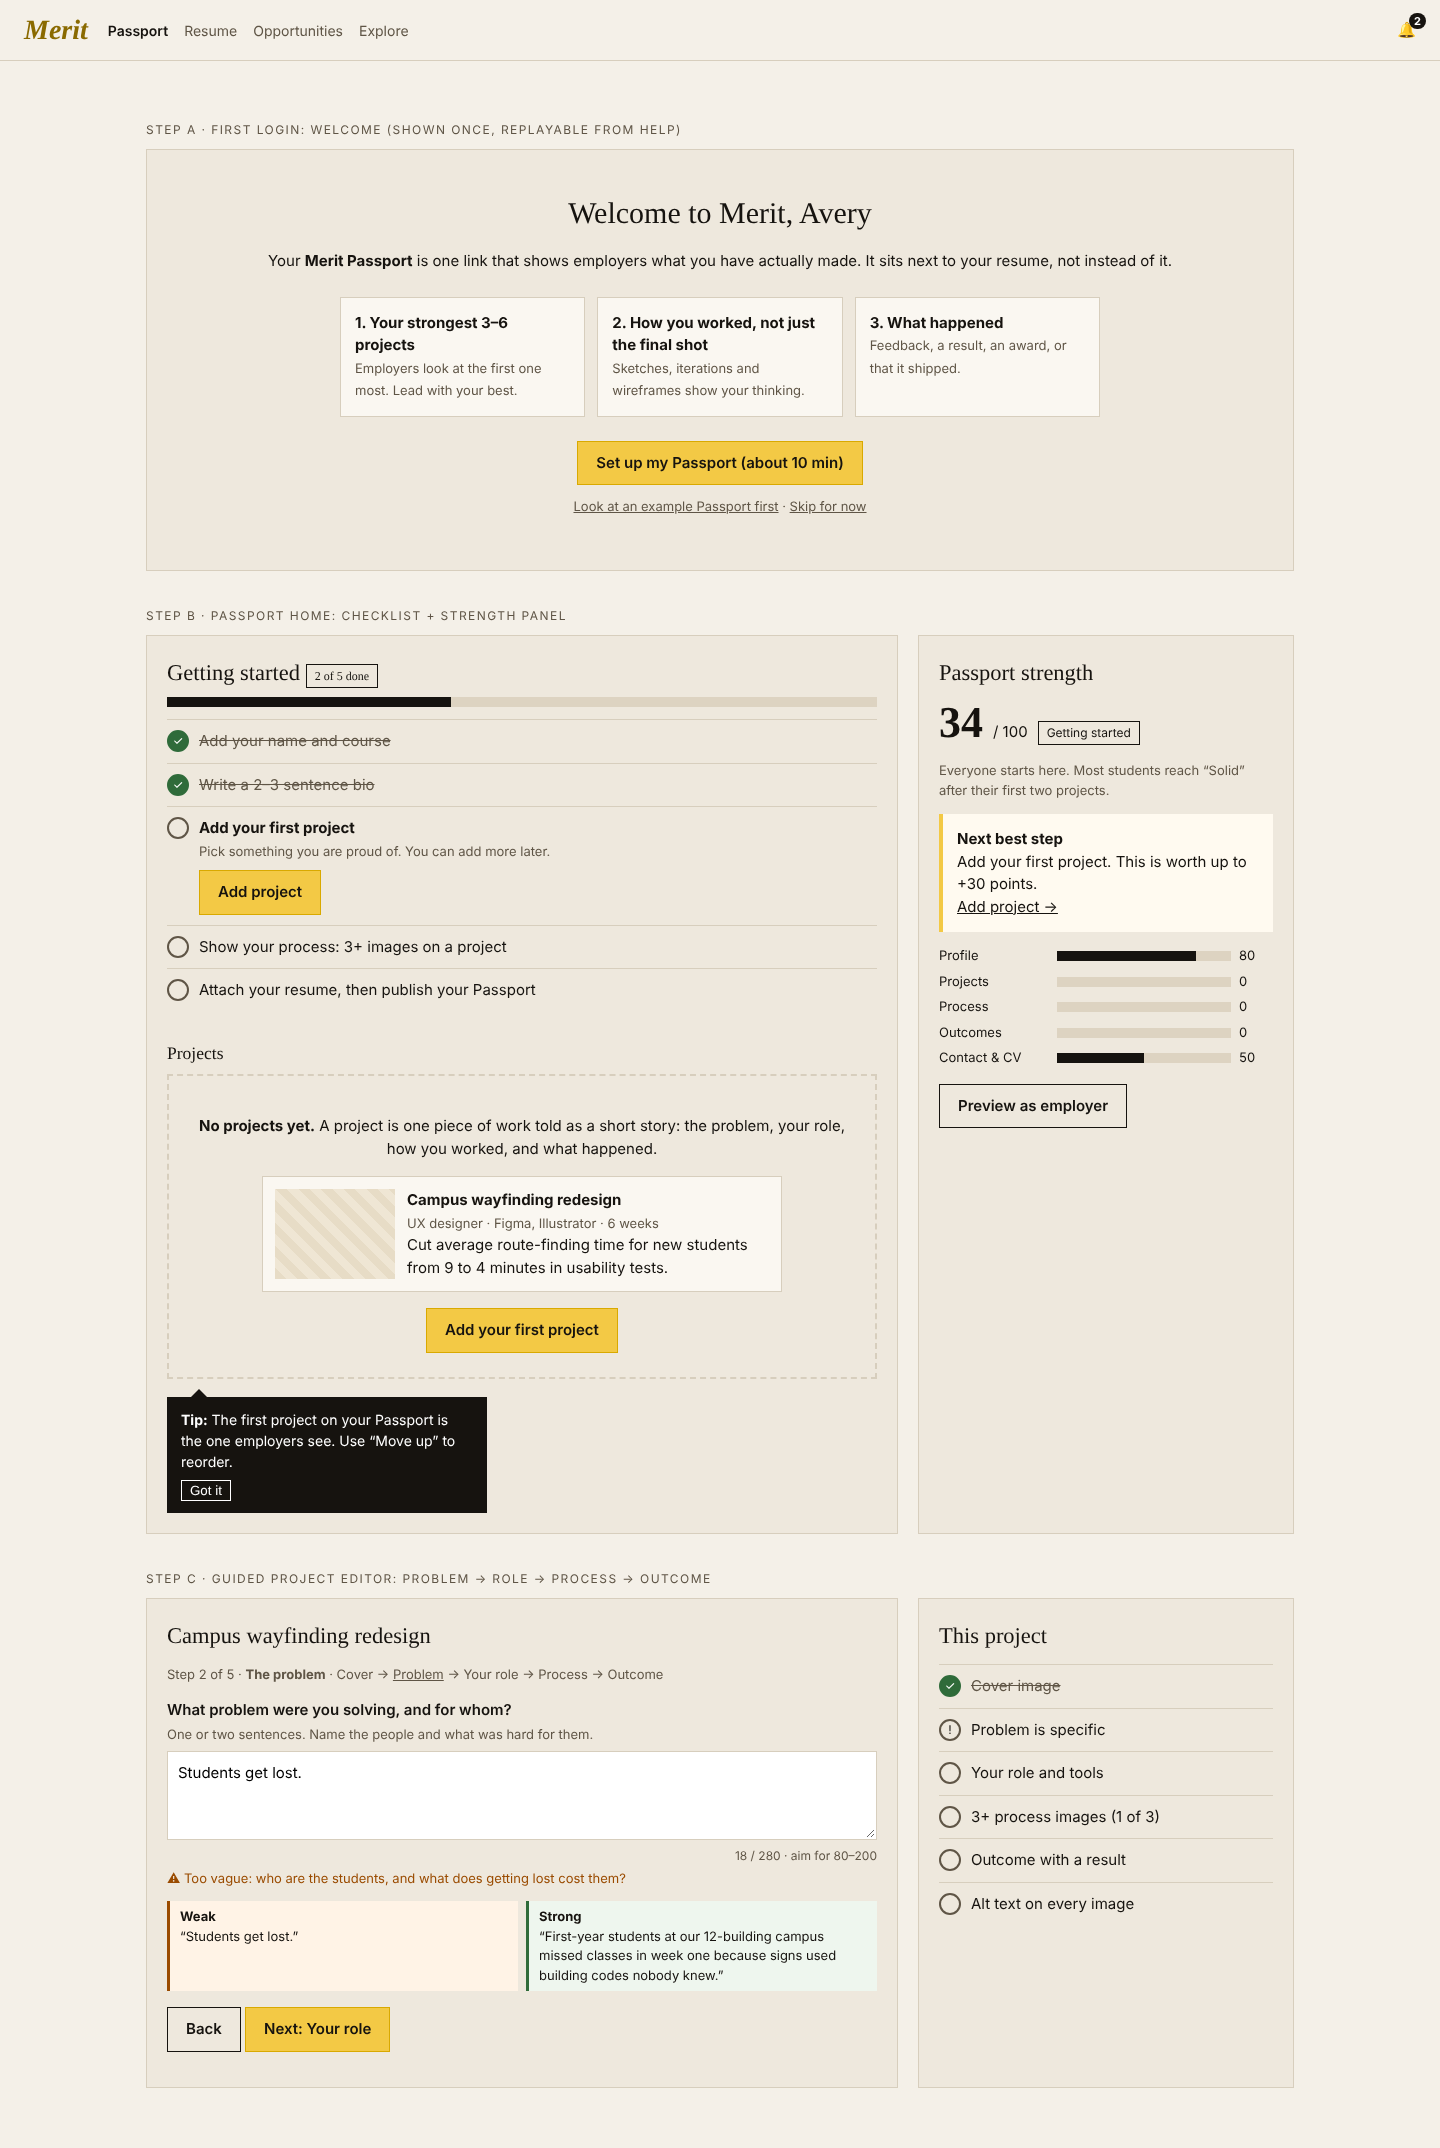 Merit Passport Resume Opportunities Explore 🔔 2
STEP A · FIRST LOGIN: WELCOME (SHOWN ONCE, REPLAYABLE FROM HELP)
Welcome to Merit, Avery
Your Merit Passport is one link that shows employers what you have actually made. It sits next to your resume, not instead of it.
1. Your strongest 3–6
projects
Employers look at the first one
most. Lead with your best.
2. How you worked, not just
the final shot
Sketches, iterations and
wireframes show your thinking.
3. What happened
Feedback, a result, an award, or
that it shipped.
Set up my Passport (about 10 min)
Look at an example Passport first · Skip for now
STEP B · PASSPORT HOME: CHECKLIST + STRENGTH PANEL
Getting started 2 of 5 done
Add your name and course
Write a 2–3 sentence bio
Add your first project
Pick something you are proud of. You can add more later.
Add project
Show your process: 3+ images on a project
Attach your resume, then publish your Passport
Projects
No projects yet. A project is one piece of work told as a short story: the problem, your role,
how you worked, and what happened.
Campus wayfinding redesign
UX designer · Figma, Illustrator · 6 weeks
Cut average route-finding time for new students
from 9 to 4 minutes in usability tests.
Add your first project
Tip: The first project on your Passport is
the one employers see. Use “Move up” to
reorder.
Got it
Passport strength
34 / 100 Getting started
Everyone starts here. Most students reach “Solid”
after their first two projects.
Next best step
Add your first project. This is worth up to
+30 points.
Add project →
Profile 80
Projects 0
Process 0
Outcomes 0
Contact & CV 50
Preview as employer
STEP C · GUIDED PROJECT EDITOR: PROBLEM → ROLE → PROCESS → OUTCOME
Campus wayfinding redesign
Step 2 of 5 · The problem · Cover → Problem → Your role → Process → Outcome
What problem were you solving, and for whom?
One or two sentences. Name the people and what was hard for them.
Students get lost.
18 / 280 · aim for 80–200
⚠ Too vague: who are the students, and what does getting lost cost them?
Weak
“Students get lost.”
Strong
“First-year students at our 12-building campus
missed classes in week one because signs used
building codes nobody knew.”
Back Next: Your role
This project
Cover image
! Problem is specific
Your role and tools
3+ process images (1 of 3)
Outcome with a result
Alt text on every image